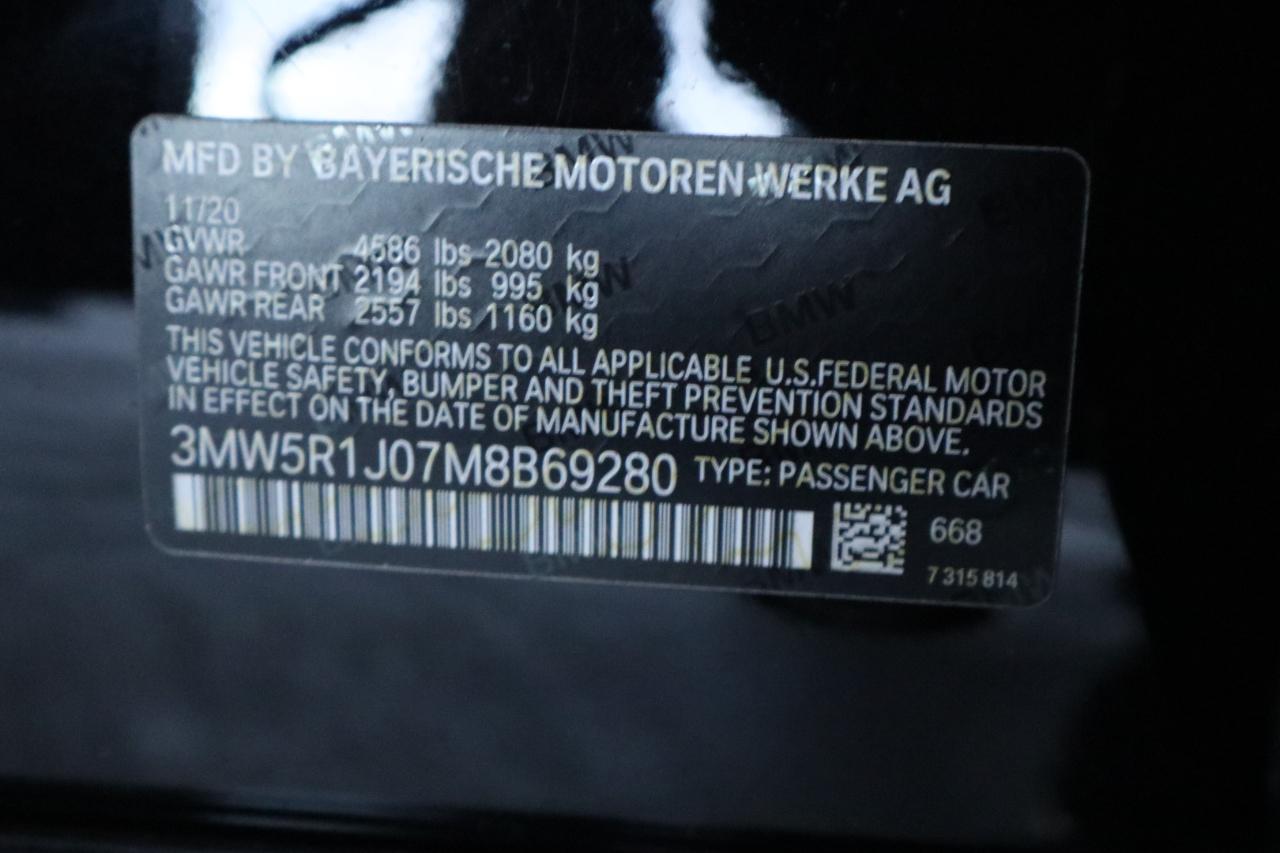 MFD BY BAYERISCHE MOTOREN WERKE AG
11/20
GVWR 4586 lbs 2080 kg
GAWR FRONT 2194 lbs 995 kg
GAWR REAR 2557 lbs 1160 kg
THIS VEHICLE CONFORMS TO ALL APPLICABLE U.S.FEDERAL MOTOR
VEHICLE SAFETY, BUMPER AND THEFT PREVENTION STANDARDS
IN EFFECT ON THE DATE OF MANUFACTURE SHOWN ABOVE.
3MW5R1J07M8B69280 TYPE: PASSENGER CAR
668
7 315 814